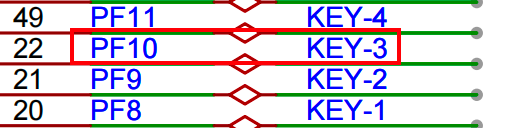 49 PF11 KEY-4
22 PF10 KEY-3
21 PF9 KEY-2
20 PF8 KEY-1